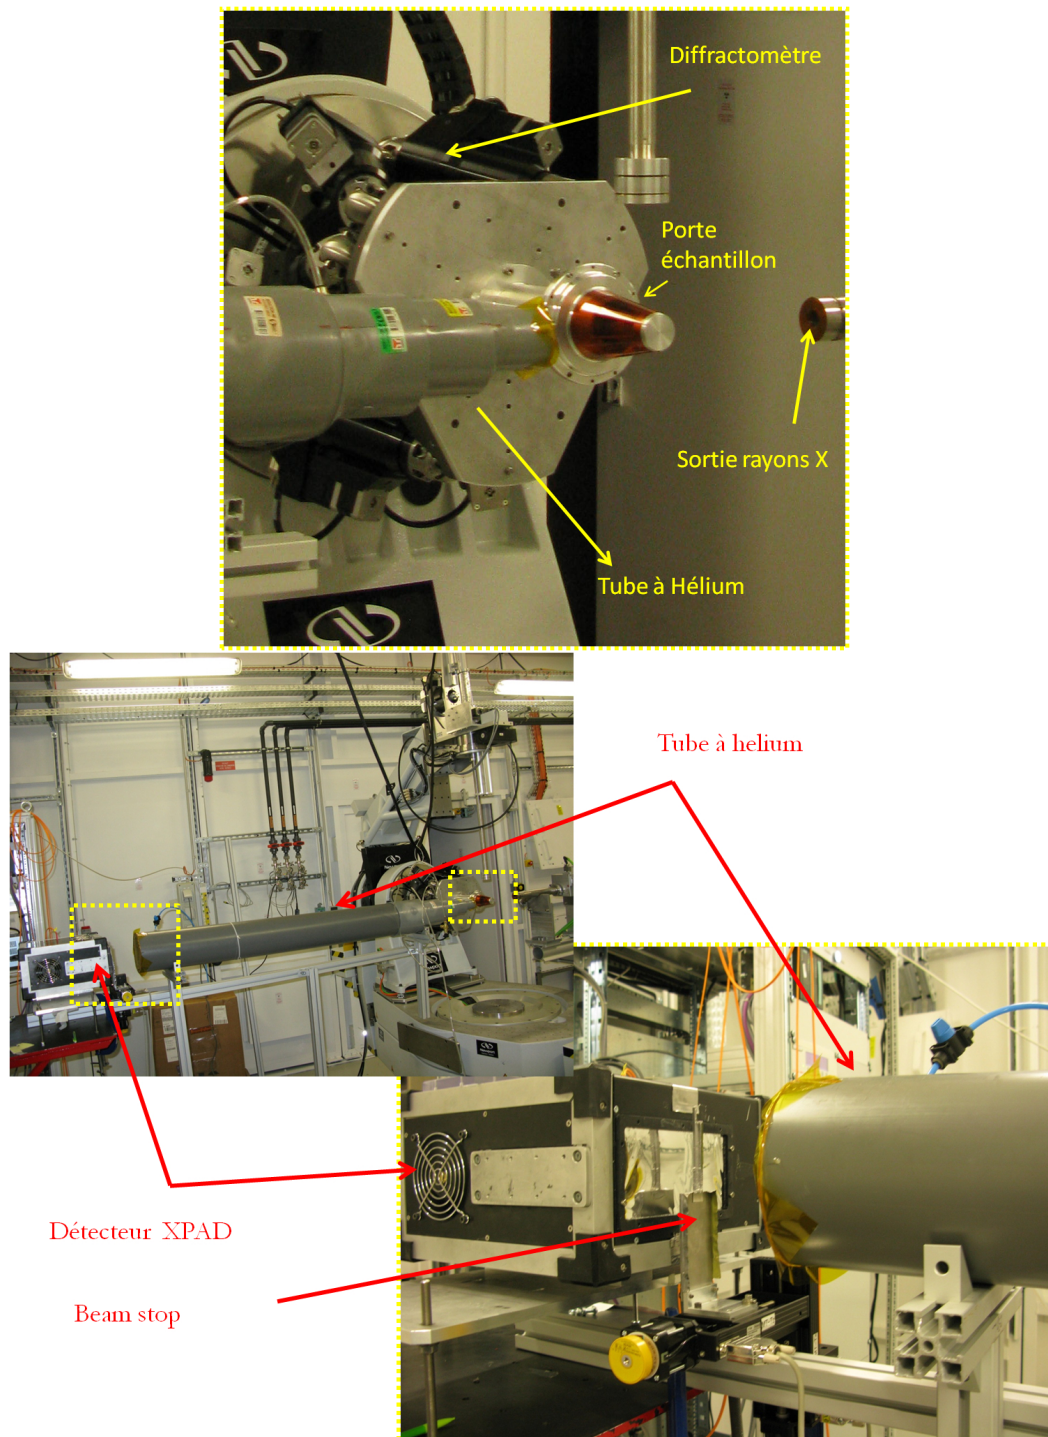 Diffractomètre
Porte
échantillon
Sortie rayons X
Tube à Hélium
Tube à helium
Détecteur XPAD
Beam stop